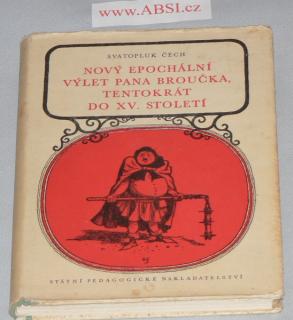 www.ABSI.cz
SVATOPLUK ČECH
NOVÝ EPOCHÁLNÍ
VÝLET PANA BROUČKA,
TENTOKRÁT
DO XV. STOLETÍ
STÁTNÍ PEDAGOGICKÉ NAKLADATELSTVÍ